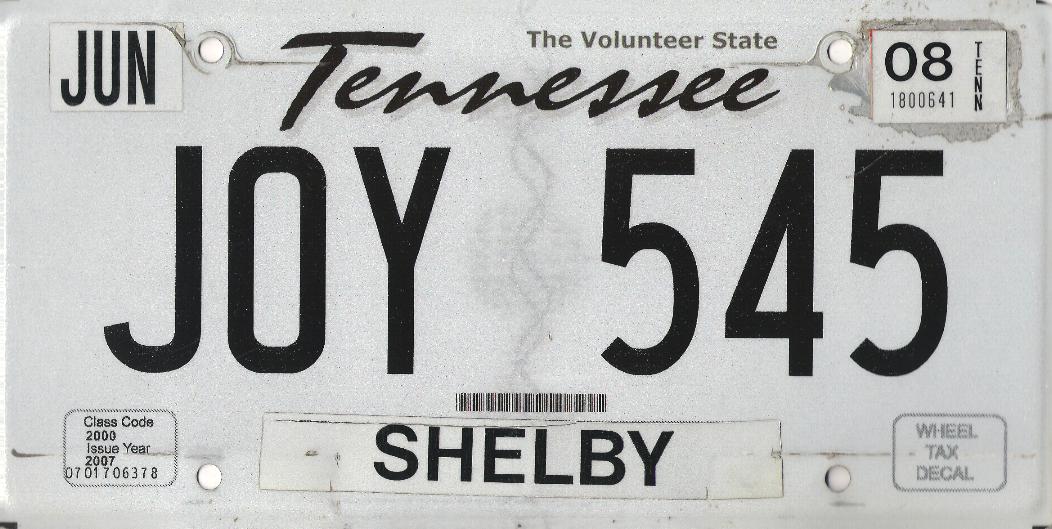 JUN
The Volunteer State
08
TENN
1800641
Tennessee
JOY 545
Class Code
2000
Issue Year
2007
0701706378
SHELBY
WHEEL
TAX
DECAL